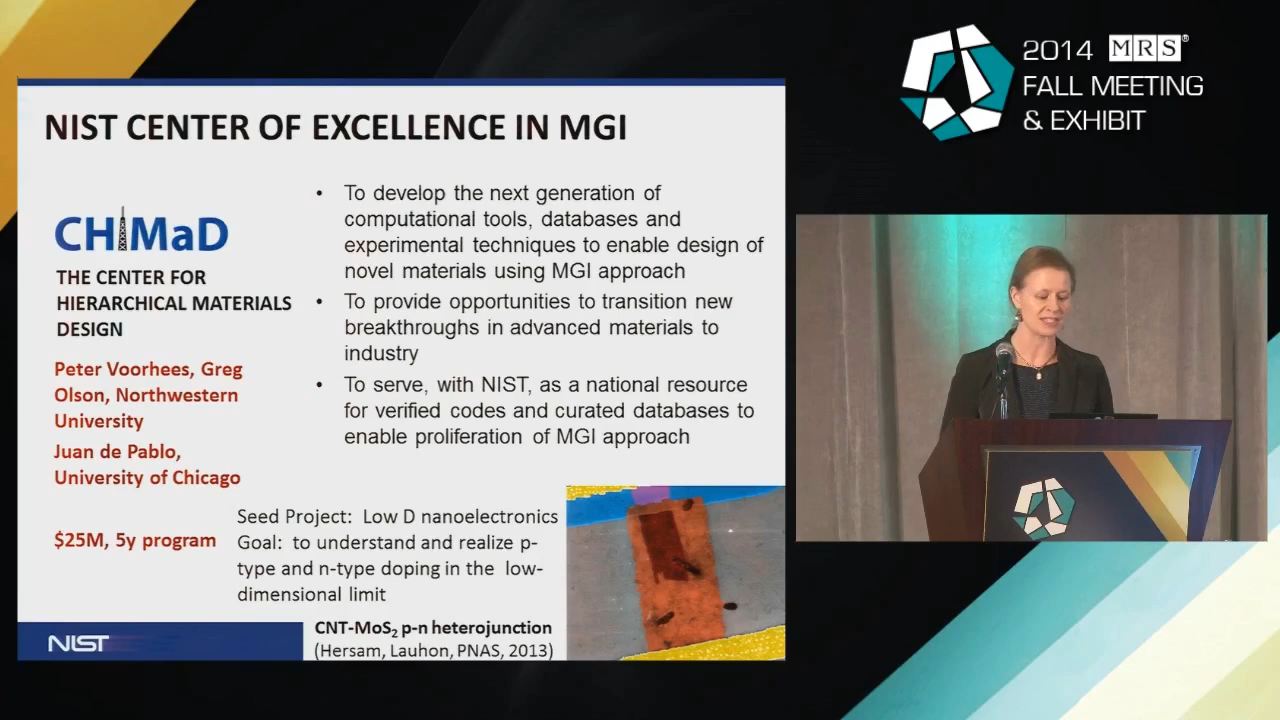 NIST CENTER OF EXCELLENCE IN MGI
CHiMaD
THE CENTER FOR
HIERARCHICAL MATERIALS
DESIGN
Peter Voorhees, Greg
Olson, Northwestern
University
Juan de Pablo,
University of Chicago
$25M, 5y program
• To develop the next generation of
computational tools, databases and
experimental techniques to enable design of
novel materials using MGI approach
• To provide opportunities to transition new
breakthroughs in advanced materials to
industry
• To serve, with NIST, as a national resource
for verified codes and curated databases to
enable proliferation of MGI approach
Seed Project: Low D nanoelectronics
Goal: to understand and realize p-
type and n-type doping in the low-
dimensional limit
CNT-MoS₂ p-n heterojunction
(Hersam, Lauhon, PNAS, 2013)
NIST
2014 MRS®
FALL MEETING
& EXHIBIT